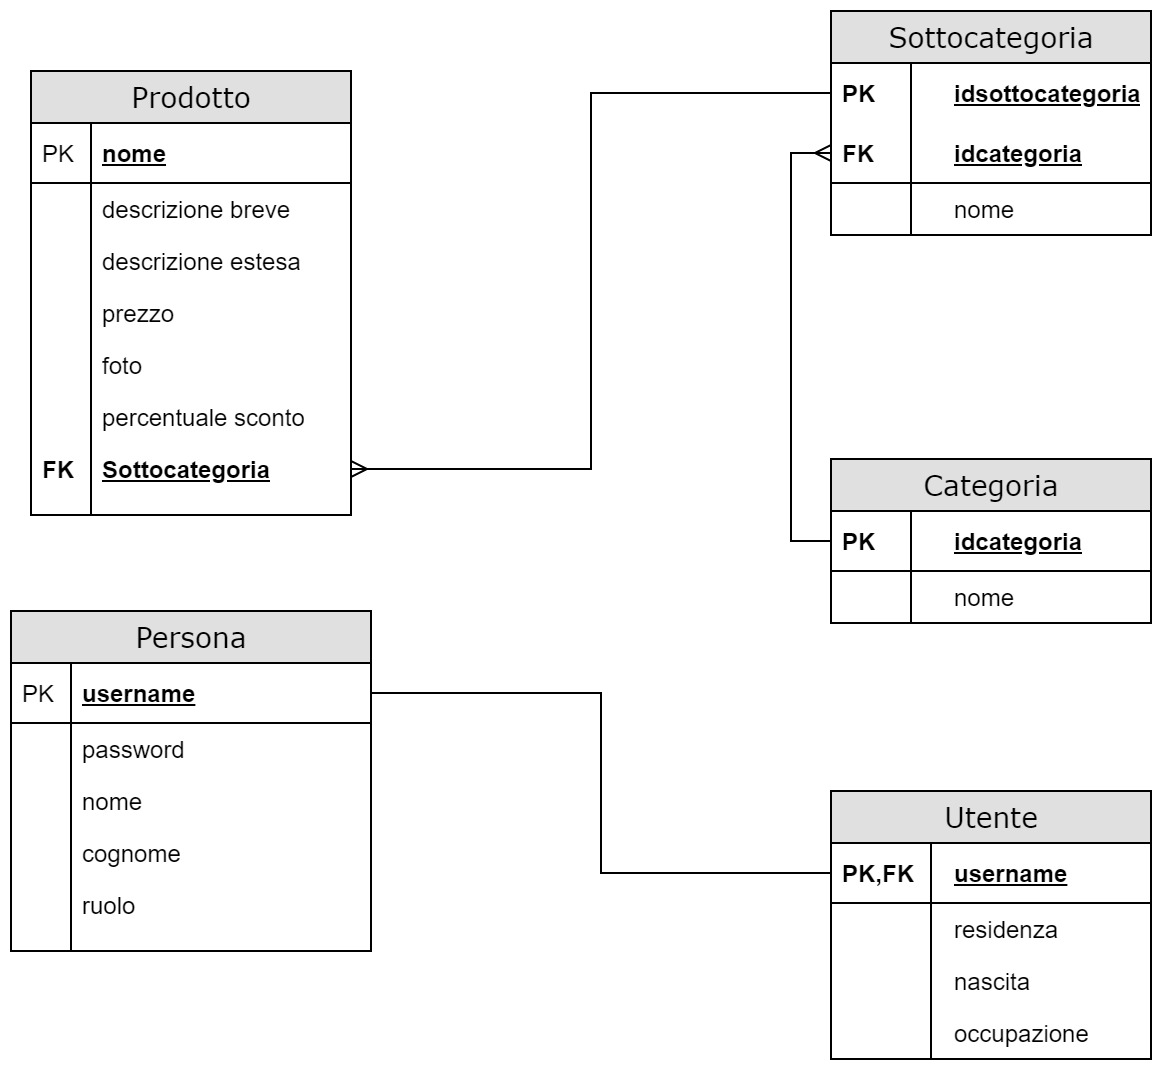 Prodotto
PK nome
descrizione breve
descrizione estesa
prezzo
foto
percentuale sconto
FK Sottocategoria
Sottocategoria
PK idsottocategoria
FK idcategoria
nome
Categoria
PK idcategoria
nome
Persona
PK username
password
nome
cognome
ruolo
Utente
PK,FK username
residenza
nascita
occupazione